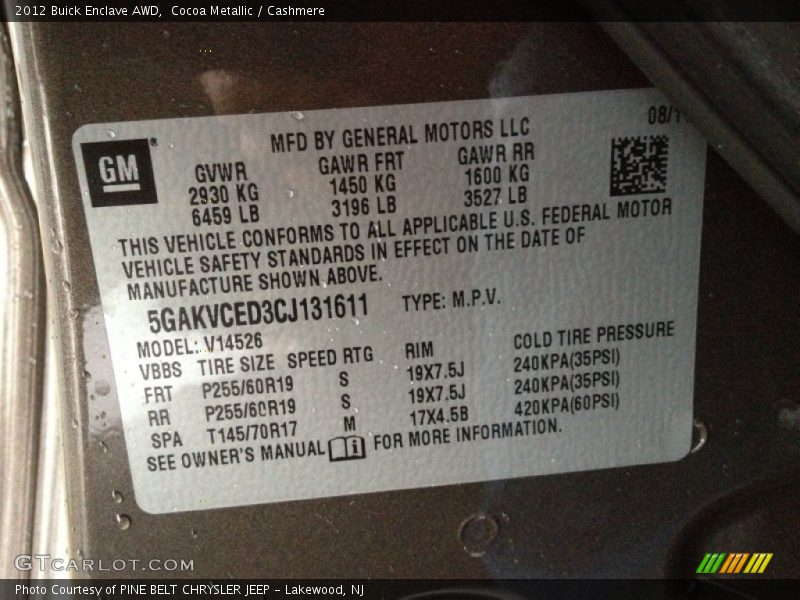 2012 Buick Enclave AWD, Cocoa Metallic / Cashmere
GM
MFD BY GENERAL MOTORS LLC
08/1
GVWR GAWR FRT GAWR RR
2930 KG 1450 KG 1600 KG
6459 LB 3196 LB 3527 LB
THIS VEHICLE CONFORMS TO ALL APPLICABLE U.S. FEDERAL MOTOR
VEHICLE SAFETY STANDARDS IN EFFECT ON THE DATE OF
MANUFACTURE SHOWN ABOVE.
5GAKVCED3CJ131611 TYPE: M.P.V.
MODEL: V14526
VBBS TIRE SIZE SPEED RTG RIM COLD TIRE PRESSURE
FRT P255/60R19 S 19X7.5J 240KPA(35PSI)
RR P255/60R19 S 19X7.5J 240KPA(35PSI)
SPA T145/70R17 M 17X4.5B 420KPA(60PSI)
SEE OWNER'S MANUAL FOR MORE INFORMATION.
GTCARLOT.COM
Photo Courtesy of PINE BELT CHRYSLER JEEP - Lakewood, NJ